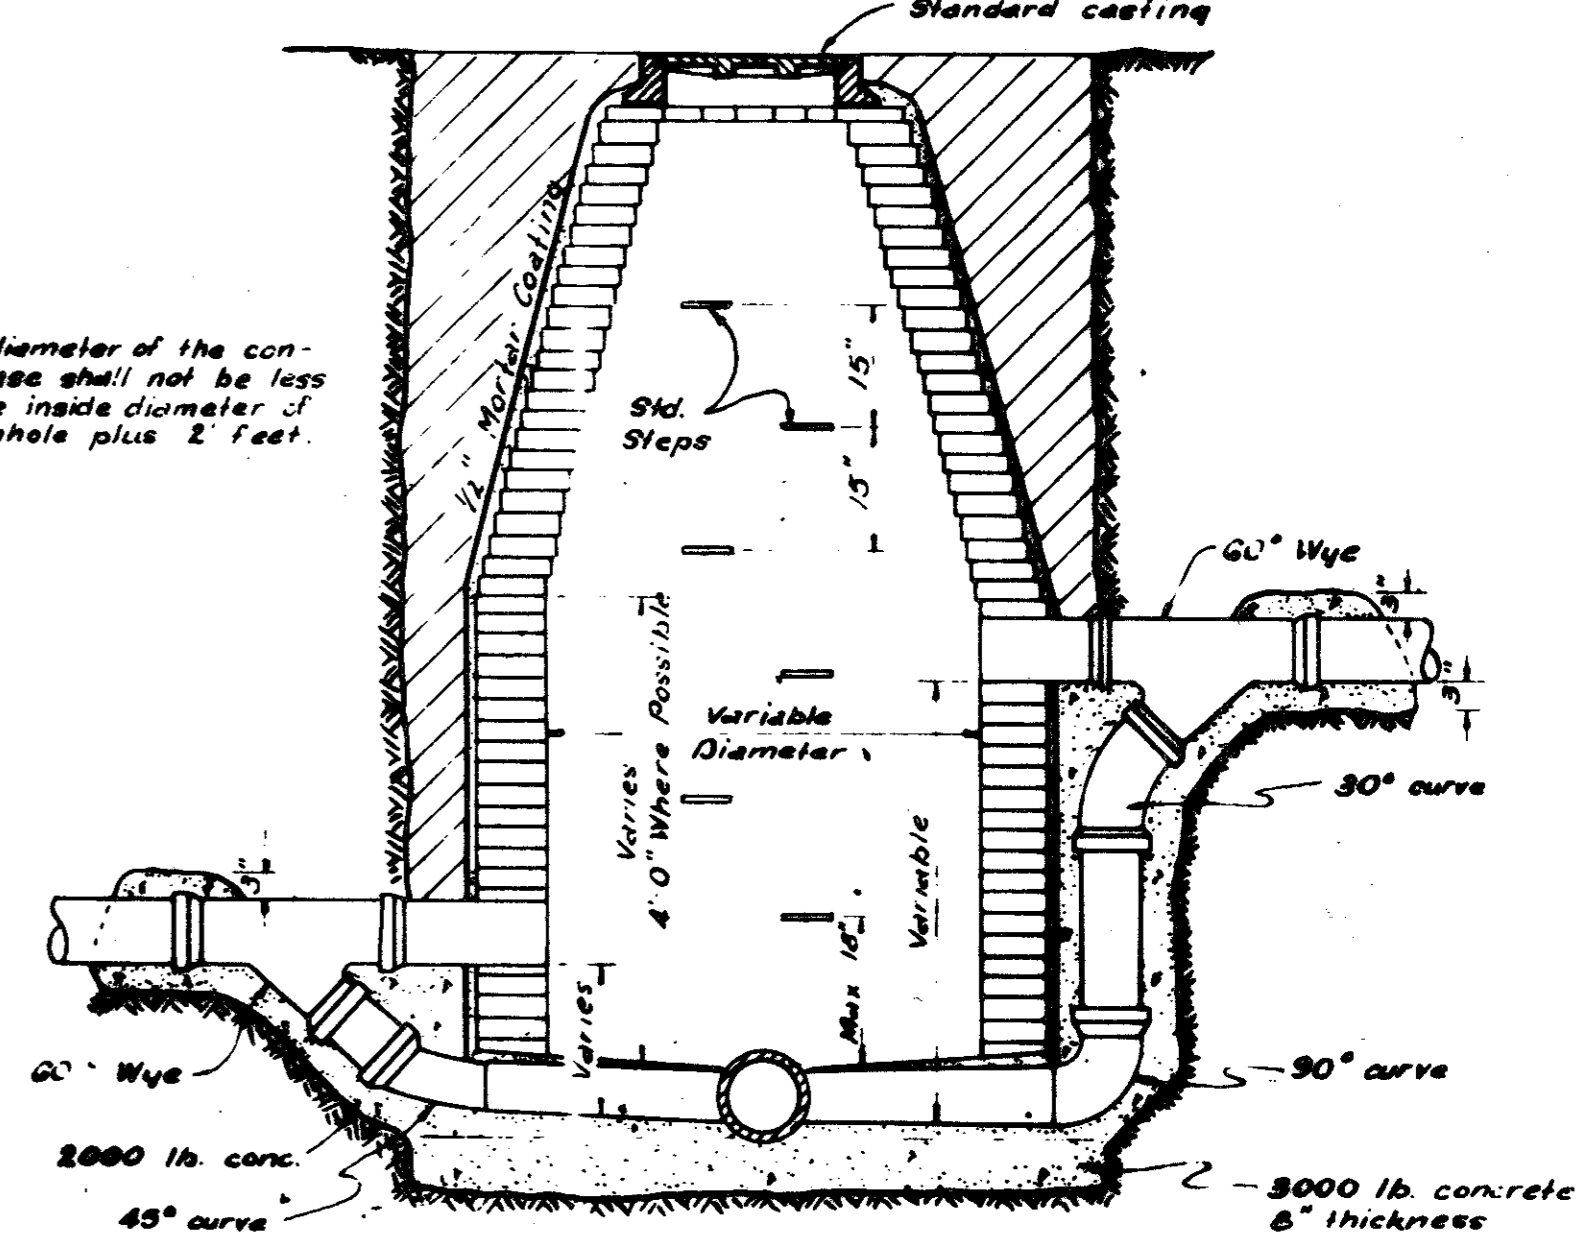 Standard casting
diameter of the con-
ase shall not be less
e inside diameter of
nhole plus 2' feet.
1/2" Mortar Coating
Std.
Steps
15"
15"
60° Wye
3"
3"
Varies
4' 0" Where Possible
Variable
Diameter
30° curve
Variable
3"
Max 18"
Varies
60° Wye
90° curve
2000 lb. conc.
45° curve
3000 lb. concrete
8" thickness